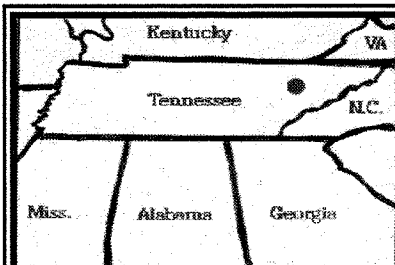 Kentucky
VA
Tennessee
N.C.
Miss.
Alabama
Georgia